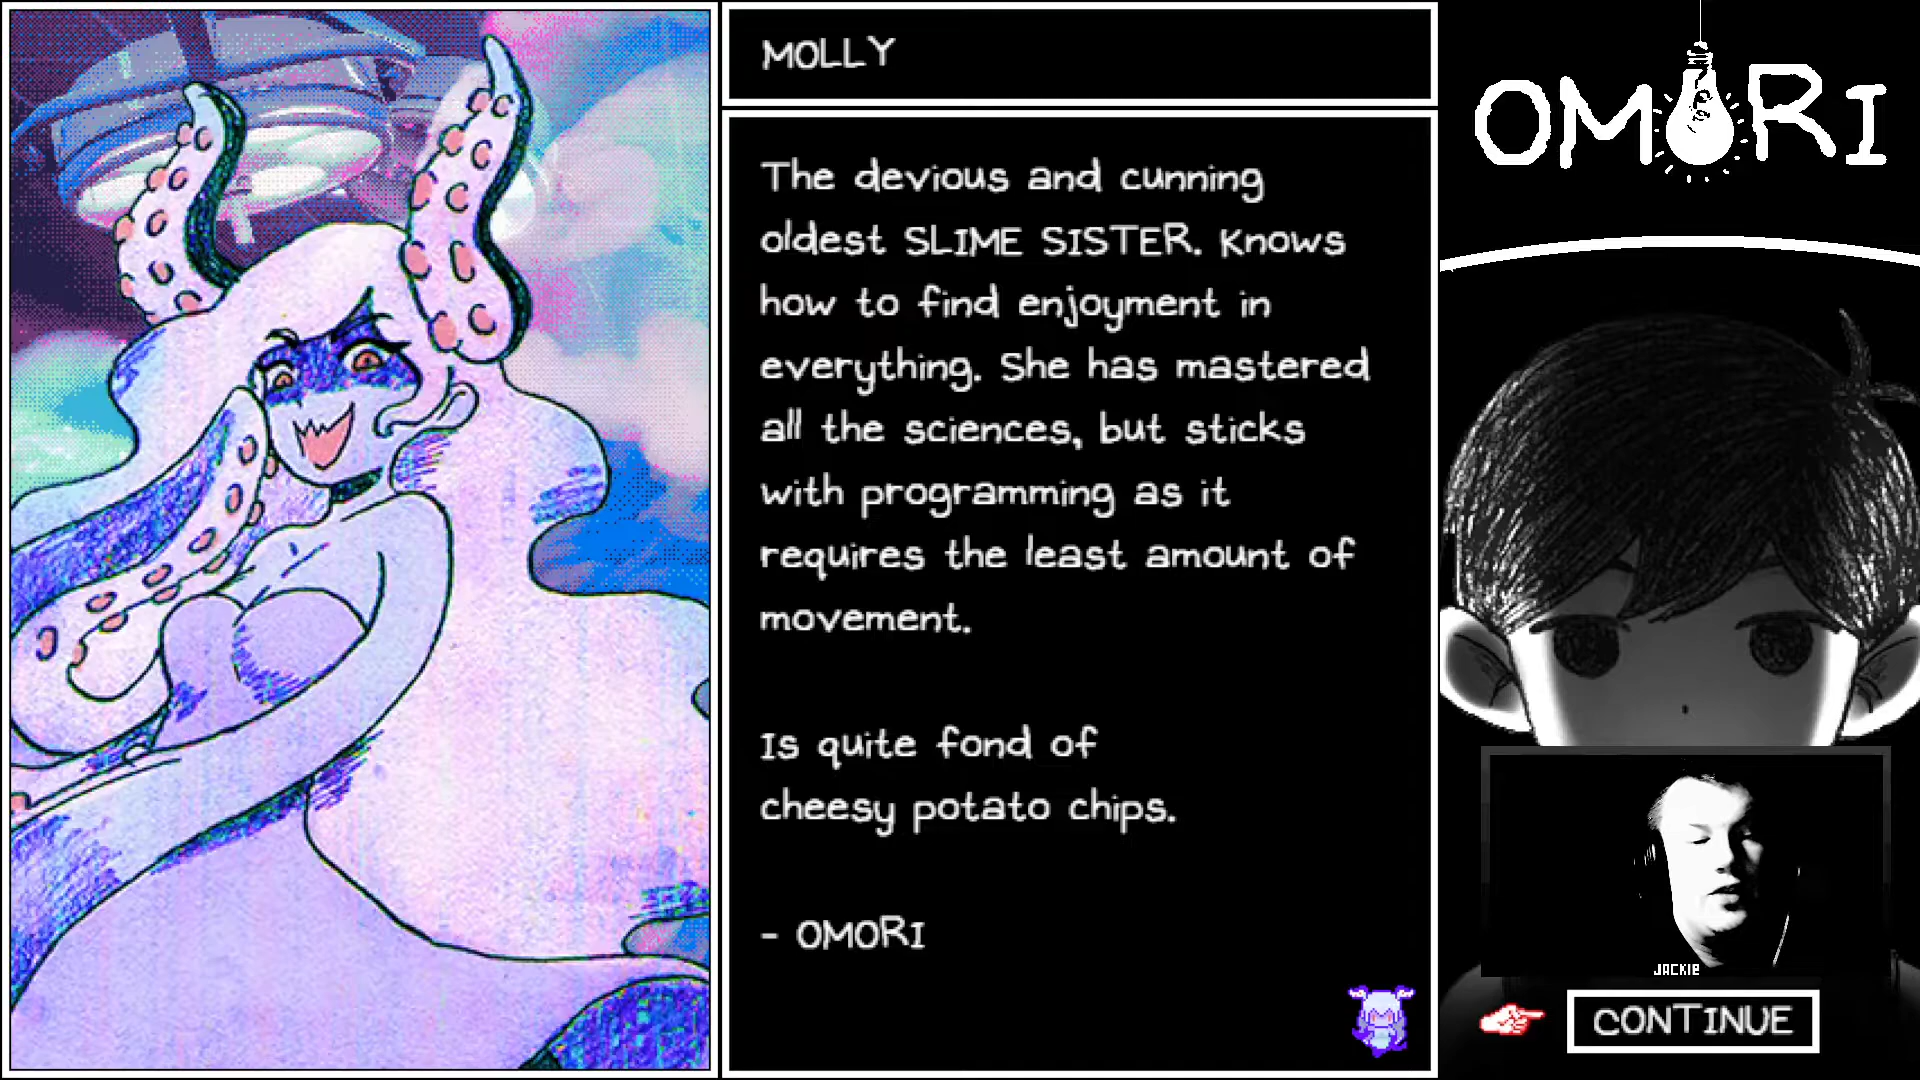 MOLLY
The devious and cunning
oldest SLIME SISTER. Knows
how to find enjoyment in
everything. She has mastered
all the sciences, but sticks
with programming as it
requires the least amount of
movement.
Is quite fond of
cheesy potato chips.
- OMORI
OMORI
JACKIE
CONTINUE